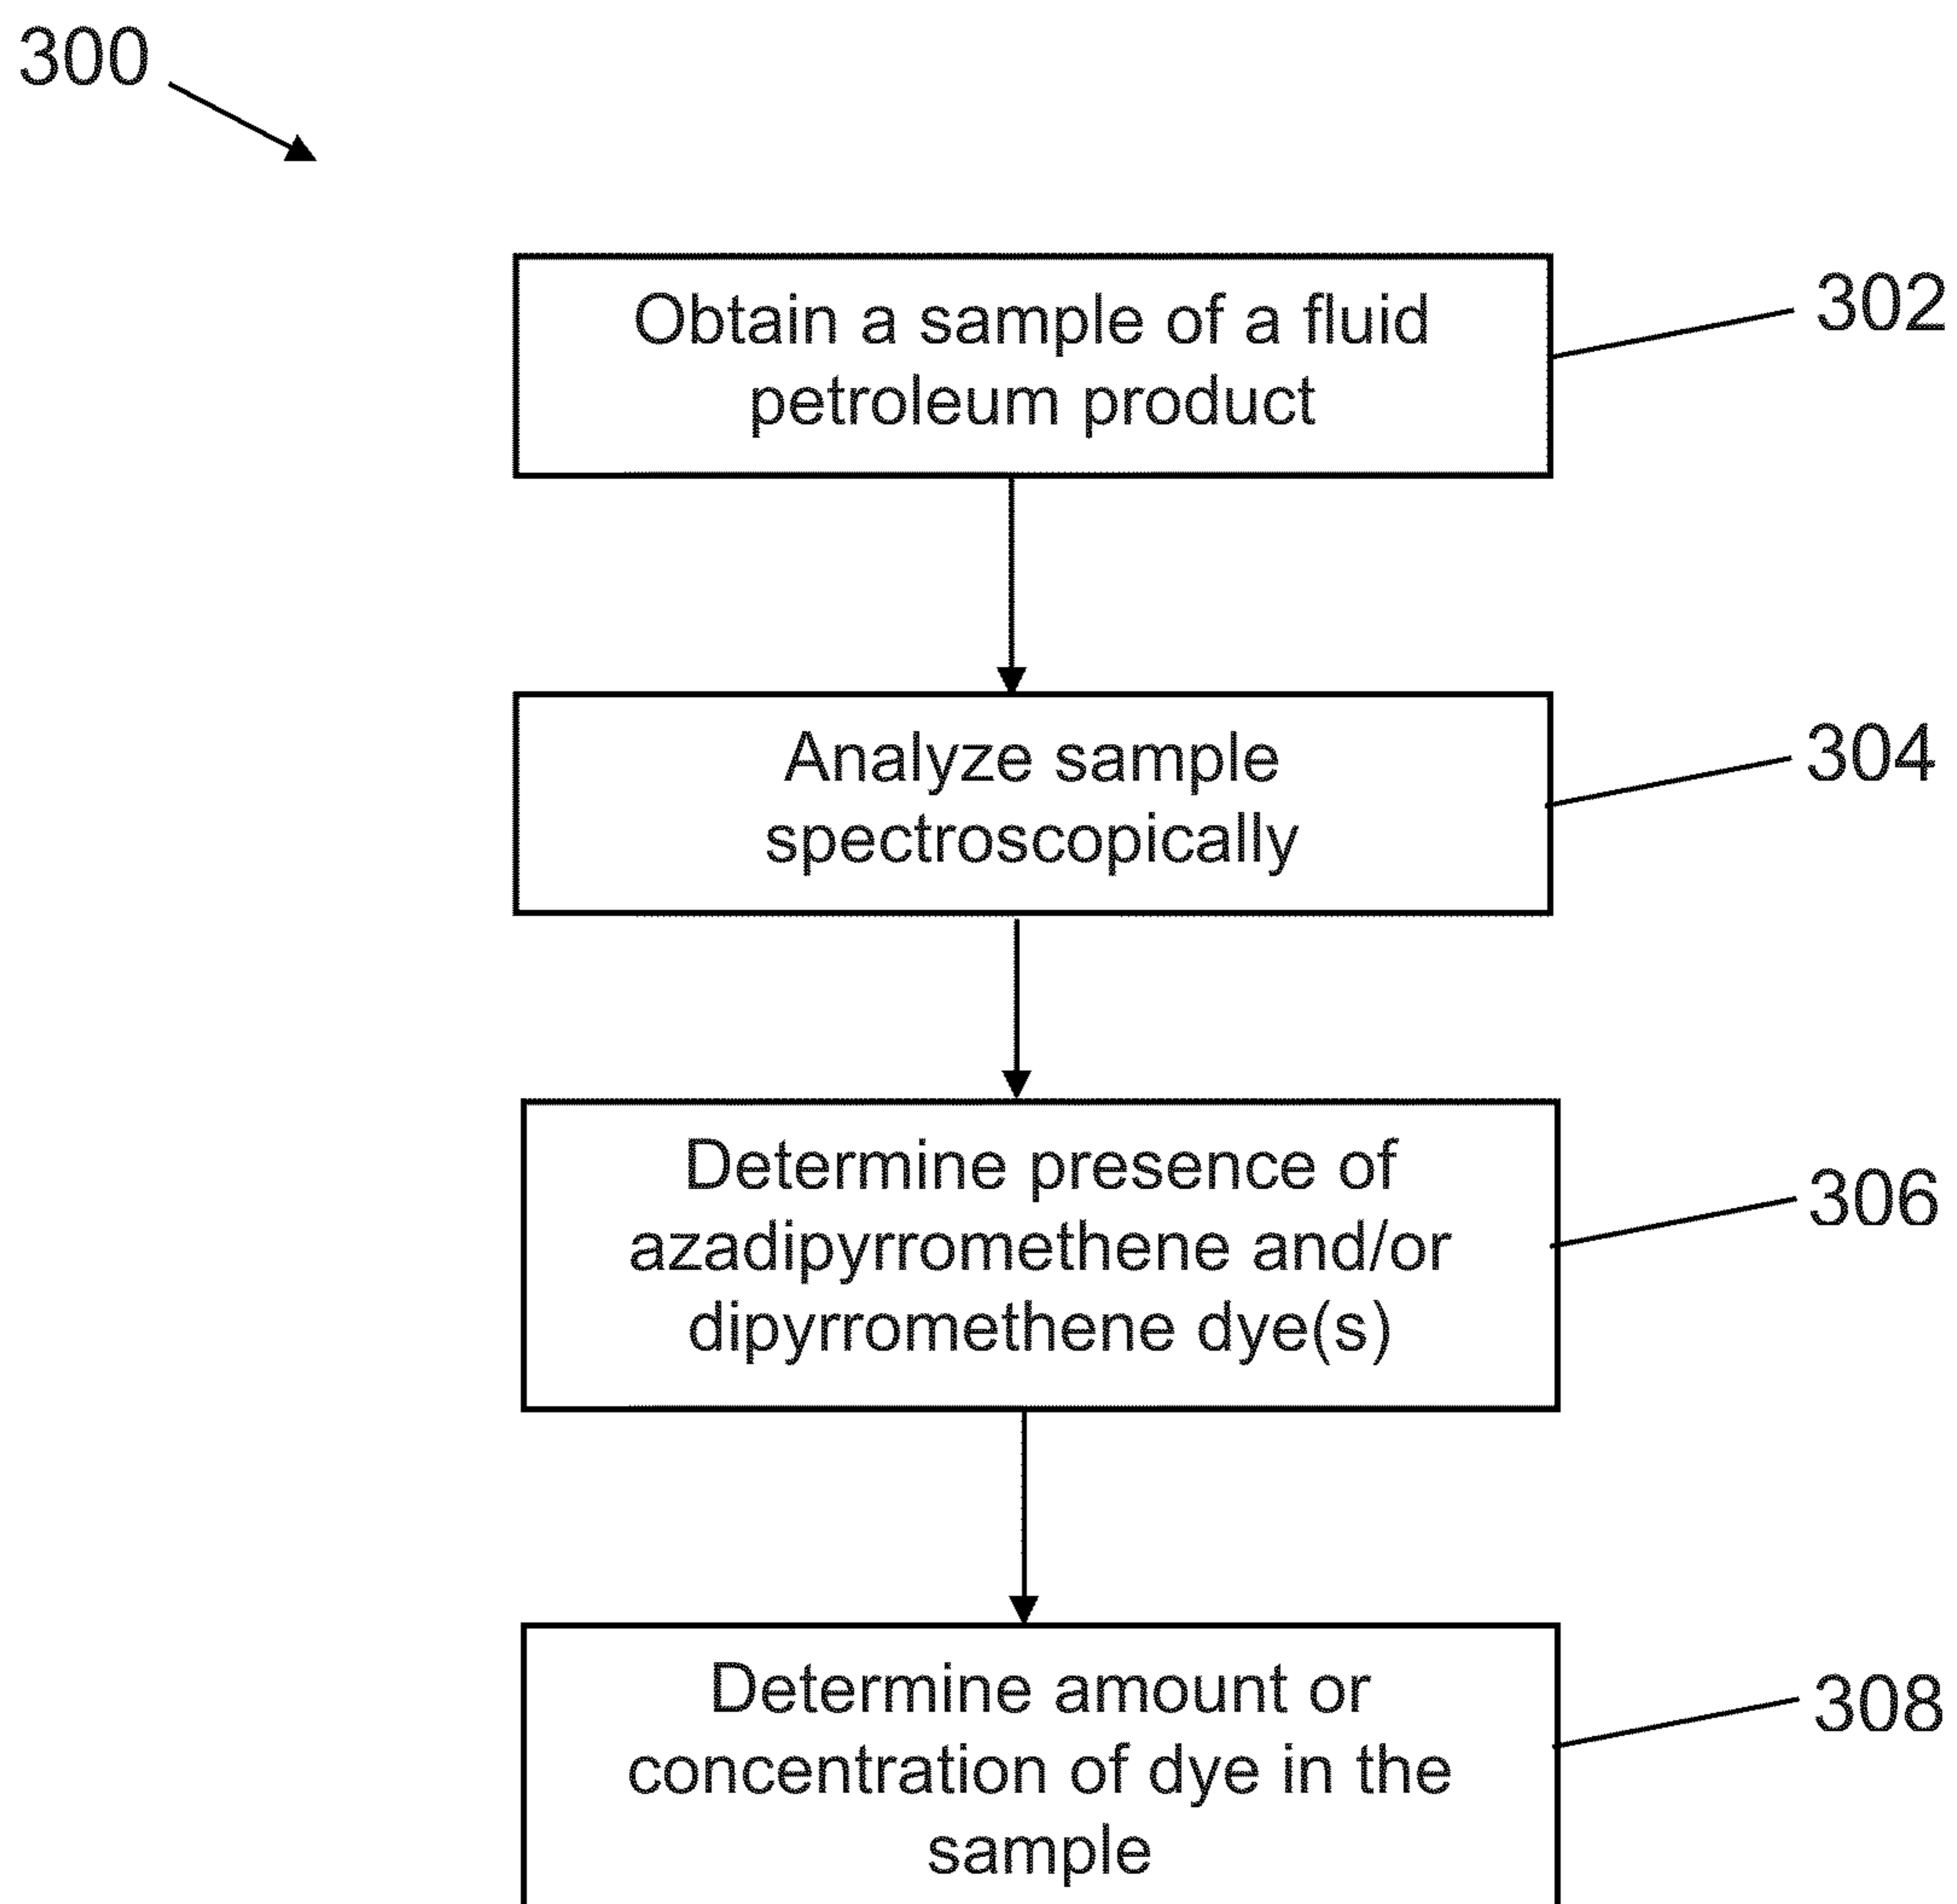 300
Obtain a sample of a fluid
petroleum product
302
Analyze sample
spectroscopically
304
Determine presence of
azadipyrromethene and/or
dipyrromethene dye(s)
306
Determine amount or
concentration of dye in the
sample
308